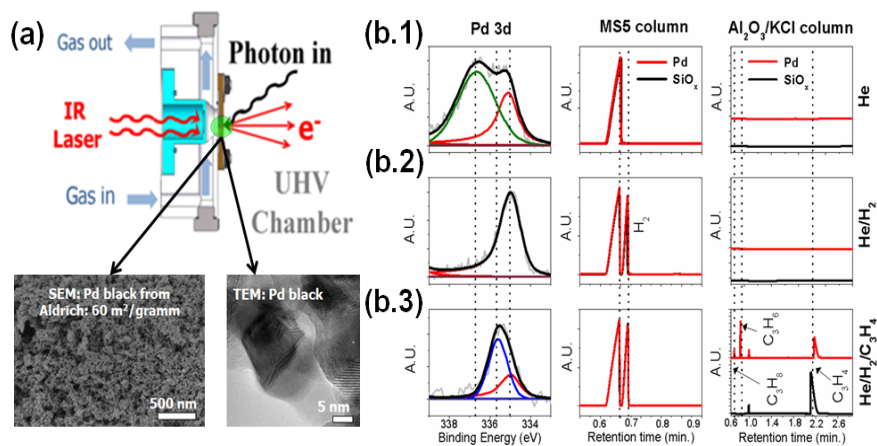 (a)
Gas out
Photon in
IR
Laser
e-
Gas in
UHV
Chamber
SEM: Pd black from
Aldrich: 60 m²/gramm
500 nm
TEM: Pd black
5 nm
(b.1)
Pd 3d
MS5 column
Al₂O₃/KCl column
A.U.
A.U.
Pd
SiOₓ
A.U.
Pd
SiOₓ
He
(b.2)
A.U.
A.U.
H₂
A.U.
He/H₂
(b.3)
A.U.
A.U.
A.U.
C₃H₆
C₃H₈
C₃H₄
He/H₂/C₃H₄
338 336 334
Binding Energy (eV)
0.6 0.7 0.8 0.9
Retention time (min.)
0.6 1.0 1.4 1.8 2.2 2.6
Retention time (min.)